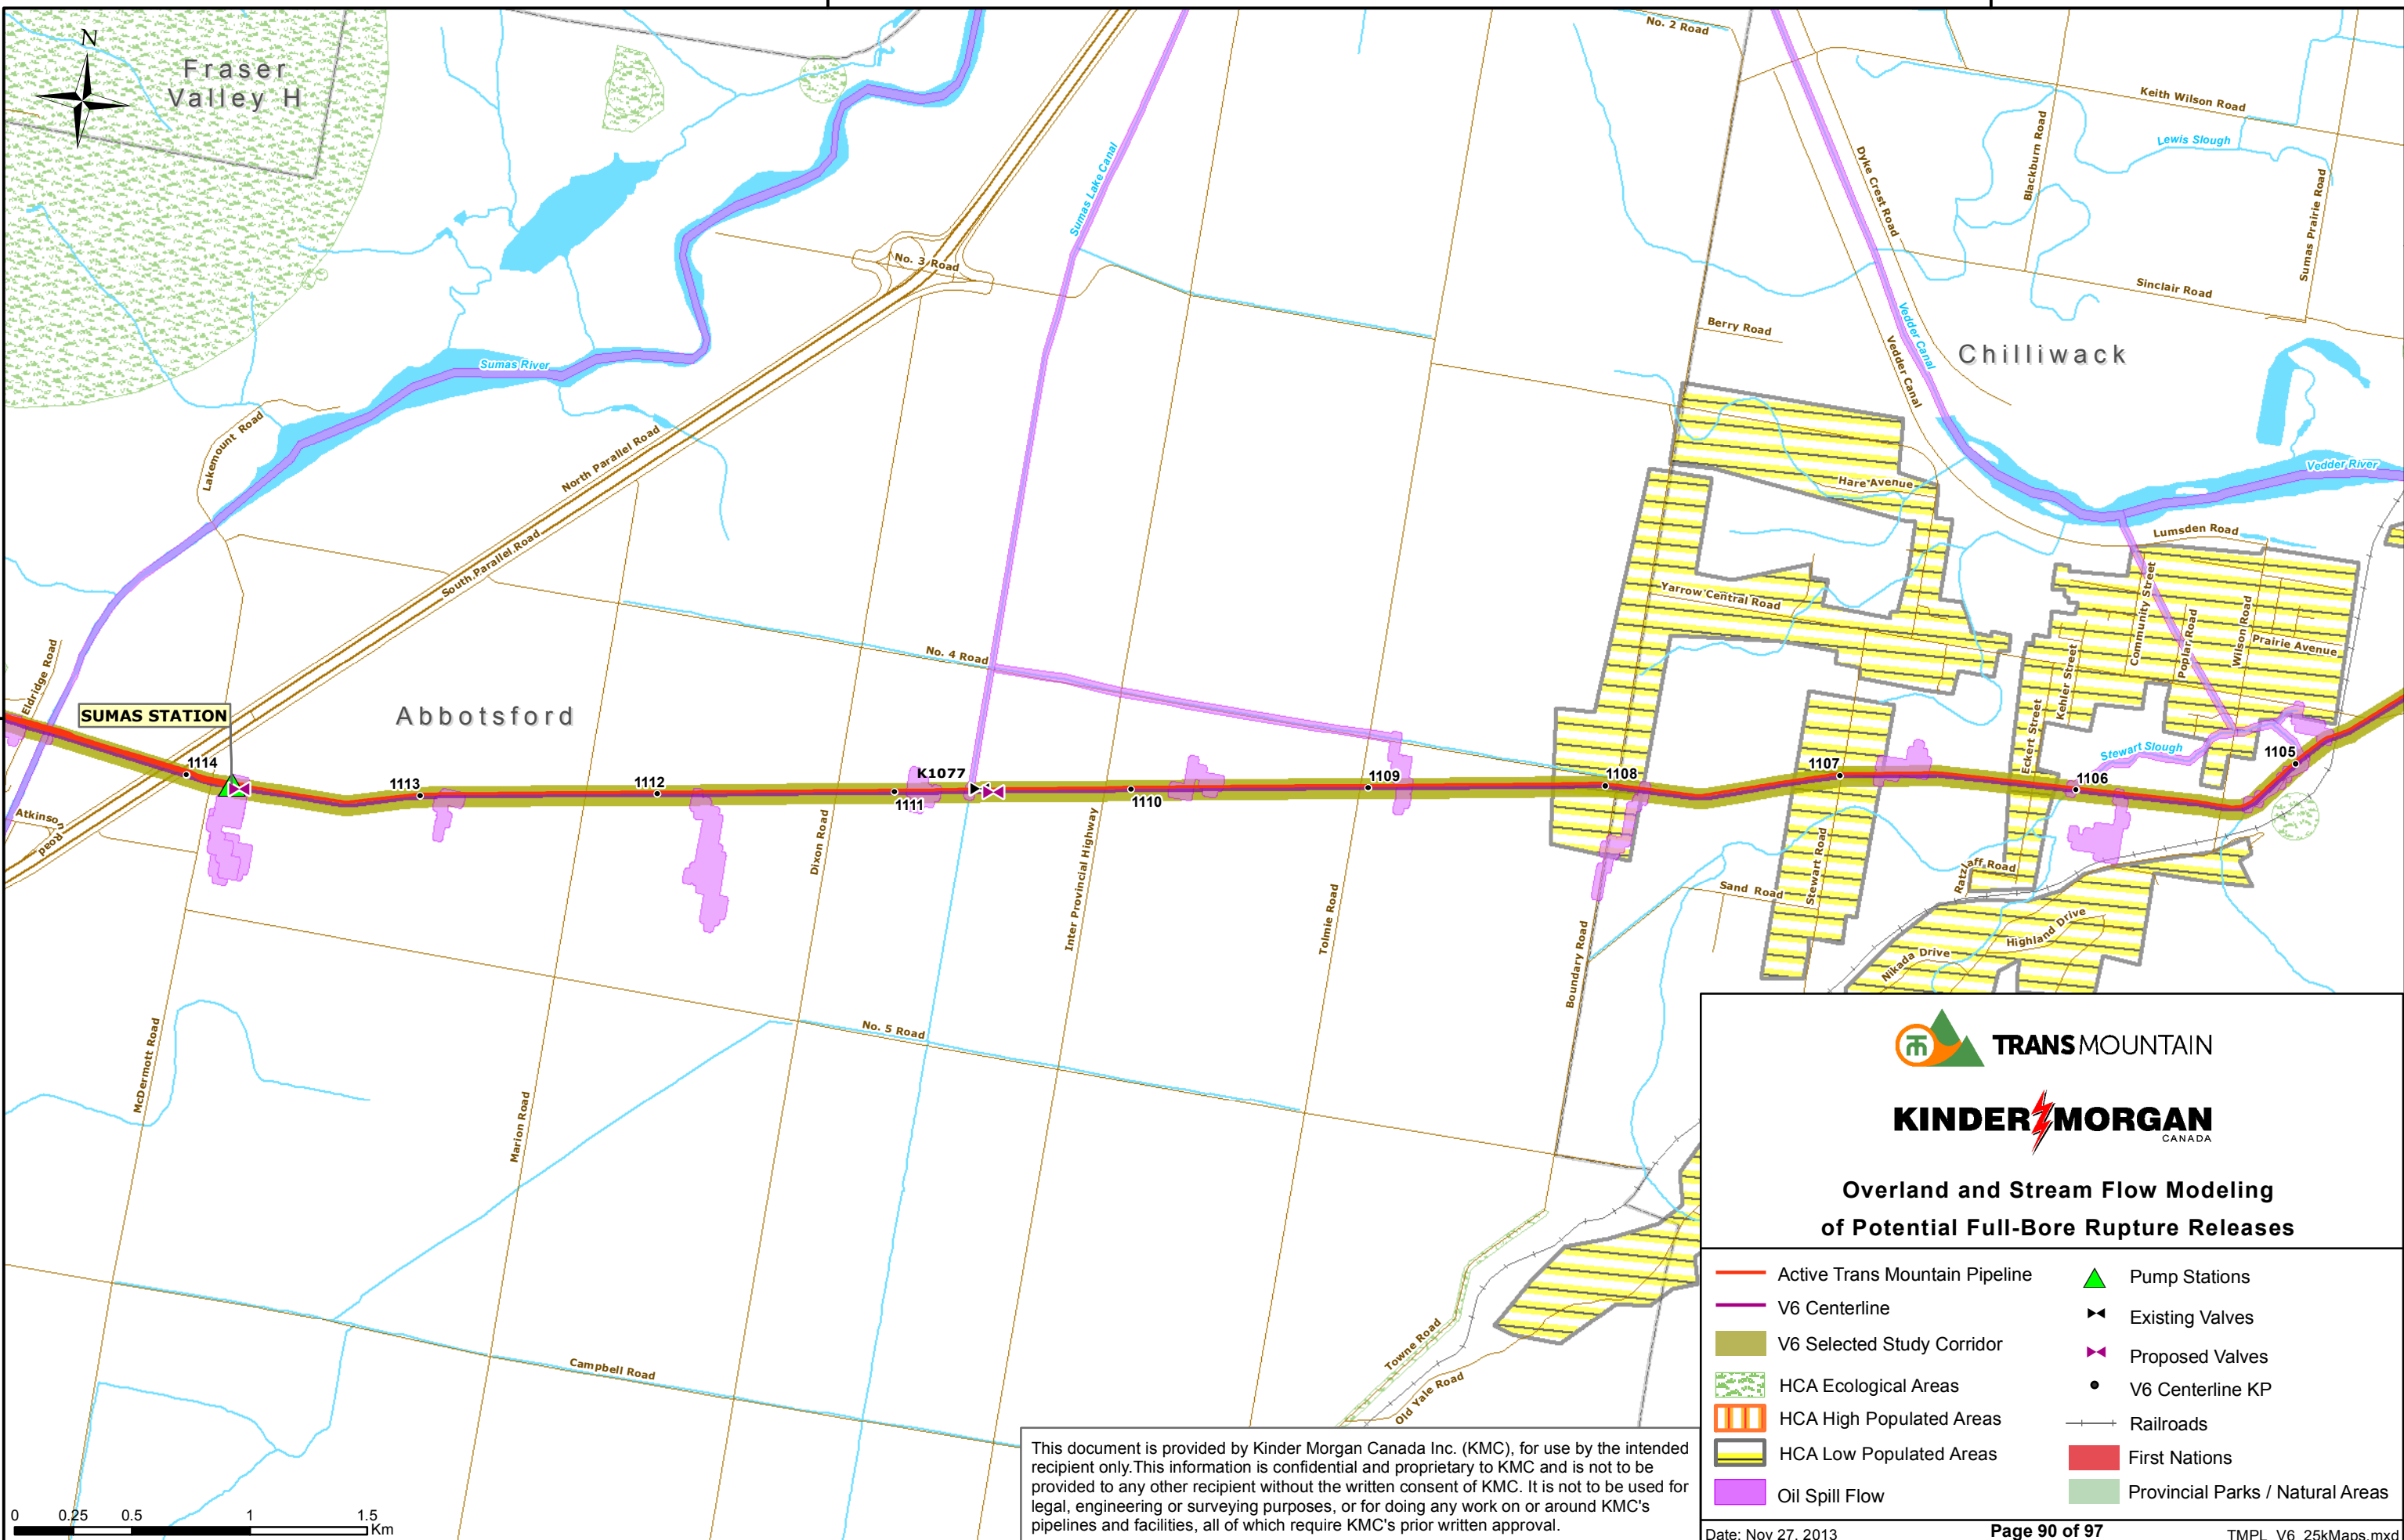 N
Fraser
Valley H
No. 2 Road
Keith Wilson Road
Lewis Slough
Blackburn Road
Dyke Crest Road
Sumas Prairie Road
Sumas Lake Canal
No. 3 Road
Sinclair Road
Berry Road
Vedder Canal
Vedder Canal
Chilliwack
Sumas River
Lakemount Road
North Parallel Road
South Parallel Road
Hare Avenue
Vedder River
Lumsden Road
Yarrow Central Road
Community Street
Poplar Road
Wilson Road
Prairie Avenue
Kehler Street
Eckert Street
Stewart Slough
No. 4 Road
Eldridge Road
SUMAS STATION
Abbotsford
1114
1113
1112
1111
K1077
1110
1109
1108
1107
1106
1105
Atkinson
Road
Dixon Road
Inter Provincial Highway
Tolmie Road
Boundary Road
Sand Road
Stewart Road
Ratzlaff Road
Highland Drive
Nikada Drive
McDermott Road
Marion Road
No. 5 Road
Campbell Road
Towne Road
Old Yale Road
TRANSMOUNTAIN
KINDER MORGAN
CANADA
Overland and Stream Flow Modeling
of Potential Full-Bore Rupture Releases
Active Trans Mountain Pipeline
V6 Centerline
V6 Selected Study Corridor
HCA Ecological Areas
HCA High Populated Areas
HCA Low Populated Areas
Oil Spill Flow
Pump Stations
Existing Valves
Proposed Valves
V6 Centerline KP
Railroads
First Nations
Provincial Parks / Natural Areas
This document is provided by Kinder Morgan Canada Inc. (KMC), for use by the intended
recipient only.This information is confidential and proprietary to KMC and is not to be
provided to any other recipient without the written consent of KMC. It is not to be used for
legal, engineering or surveying purposes, or for doing any work on or around KMC's
pipelines and facilities, all of which require KMC's prior written approval.
0 0.25 0.5 1 1.5
Km
Date: Nov 27, 2013 Page 90 of 97 TMPL_V6_25kMaps.mxd